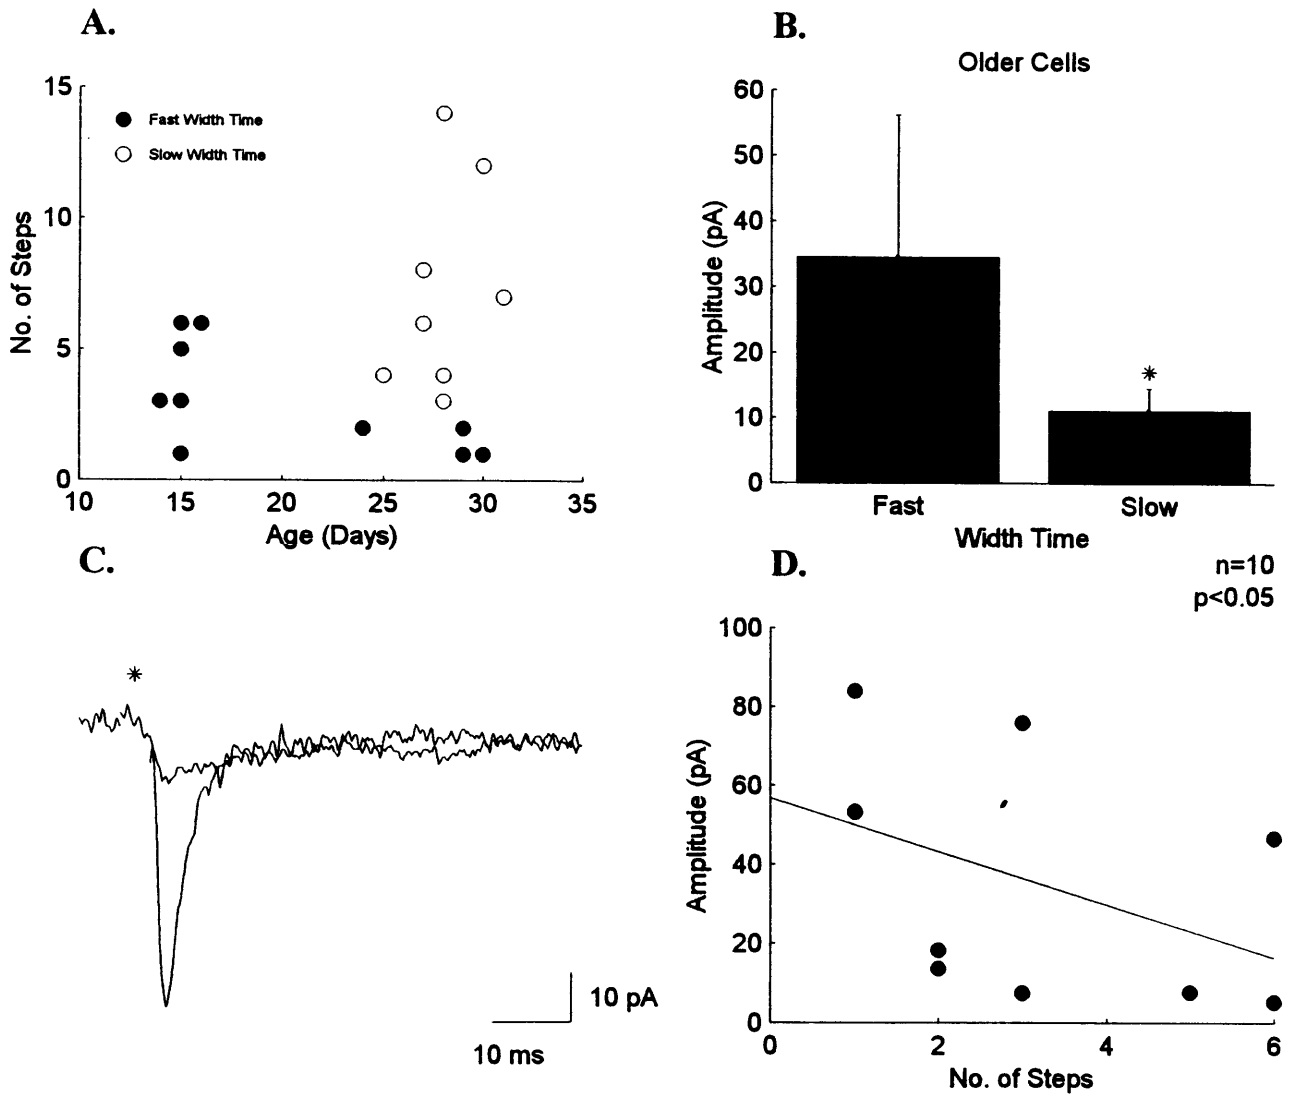 A.
15
10
5
0
No. of Steps
Fast Width Time
Slow Width Time
10 15 20 25 30 35
Age (Days)
B.
Older Cells
60
50
40
30
20
10
0
Amplitude (pA)
*
Fast Slow
Width Time
C.
*
10 pA
10 ms
D.
n=10
p<0.05
100
80
60
40
20
0
Amplitude (pA)
0 2 4 6
No. of Steps